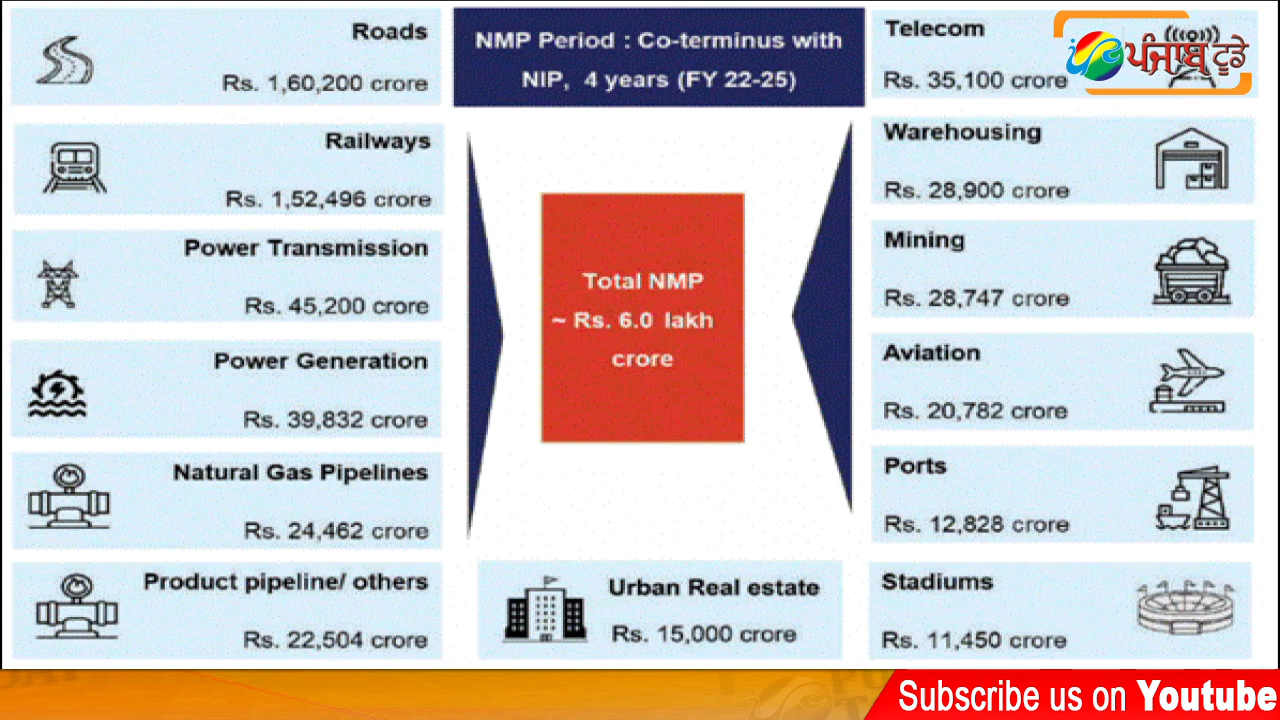 Roads
Rs. 1,60,200 crore
Railways
Rs. 1,52,496 crore
Power Transmission
Rs. 45,200 crore
Power Generation
Rs. 39,832 crore
Natural Gas Pipelines
Rs. 24,462 crore
Product pipeline/ others
Rs. 22,504 crore
NMP Period : Co-terminus with
NIP, 4 years (FY 22-25)
Total NMP
~ Rs. 6.0 lakh
crore
Urban Real estate
Rs. 15,000 crore
Telecom
Rs. 35,100 crore
ਪੰਜਾਬ ਟੂਡੇ
Warehousing
Rs. 28,900 crore
Mining
Rs. 28,747 crore
Aviation
Rs. 20,782 crore
Ports
Rs. 12,828 crore
Stadiums
Rs. 11,450 crore
Subscribe us on Youtube